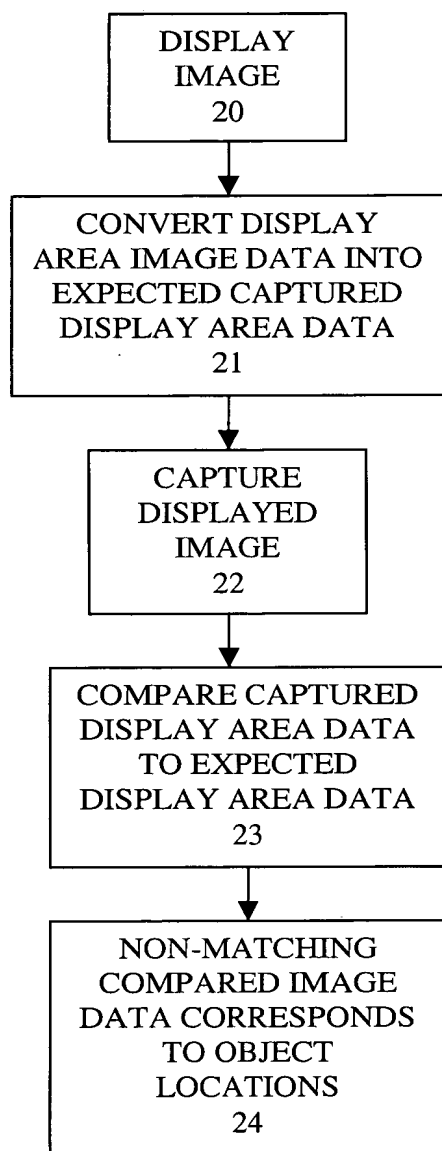 DISPLAY
IMAGE
20
CONVERT DISPLAY
AREA IMAGE DATA INTO
EXPECTED CAPTURED
DISPLAY AREA DATA
21
CAPTURE
DISPLAYED
IMAGE
22
COMPARE CAPTURED
DISPLAY AREA DATA
TO EXPECTED
DISPLAY AREA DATA
23
NON-MATCHING
COMPARED IMAGE
DATA CORRESPONDS
TO OBJECT
LOCATIONS
24